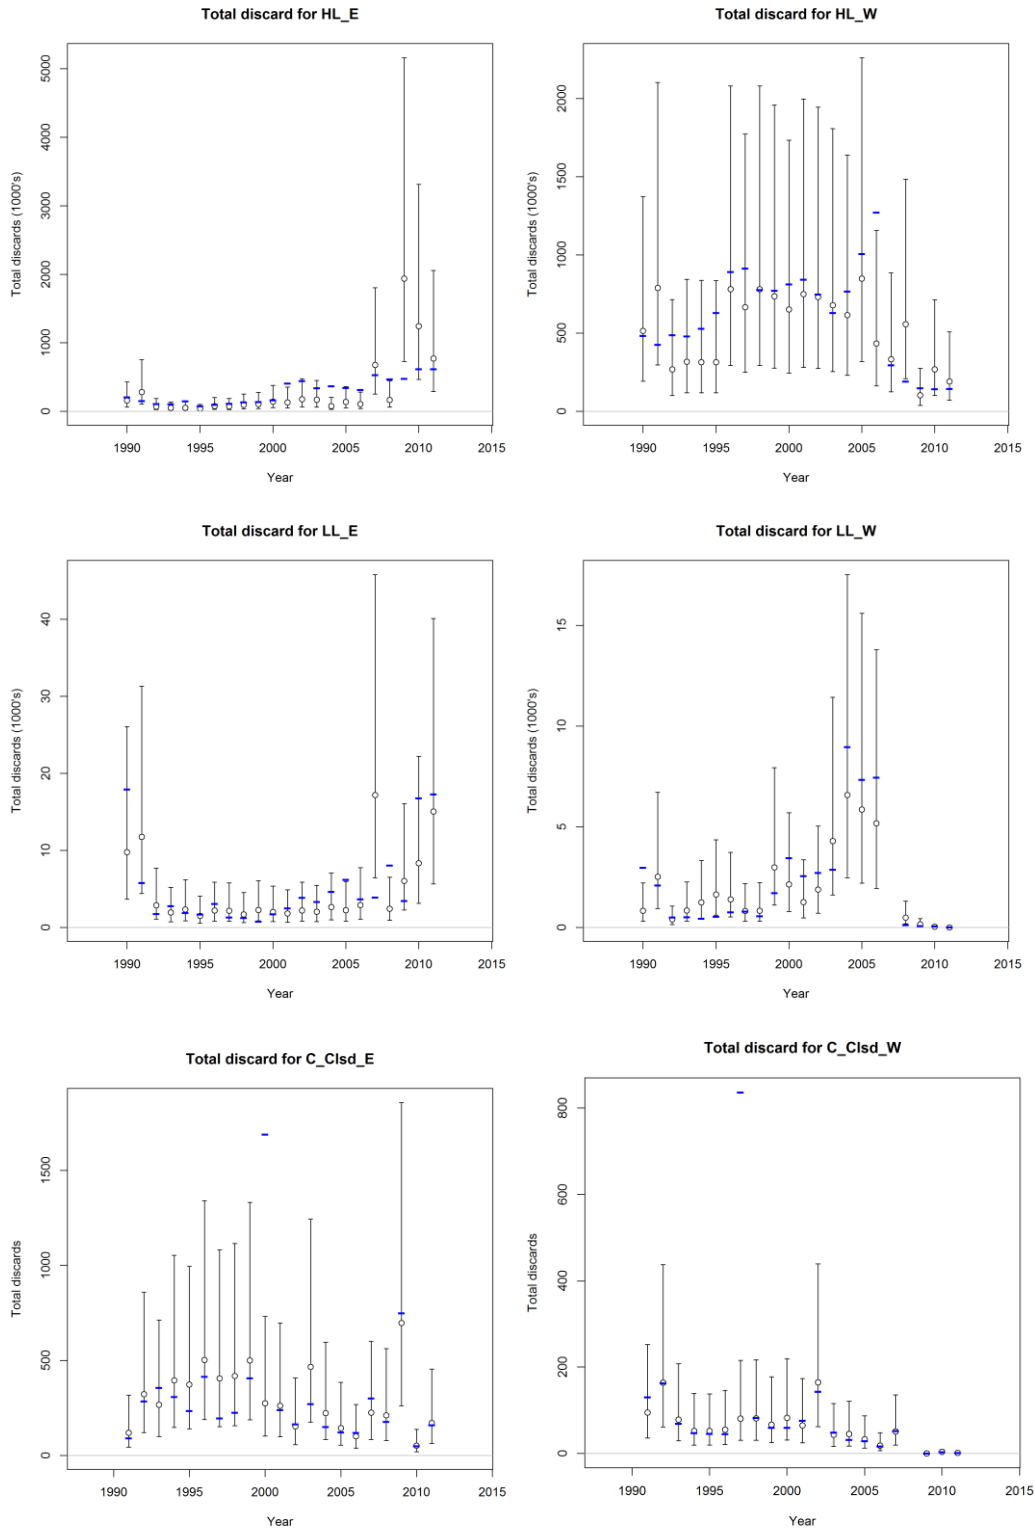 Total discard for HL_E
Total discards (1000's)
5000
4000
3000
2000
1000
0
1990 1995 2000 2005 2010 2015
Year
Total discard for HL_W
Total discards (1000's)
2000
1500
1000
500
0
1990 1995 2000 2005 2010 2015
Year
Total discard for LL_E
Total discards (1000's)
40
30
20
10
0
1990 1995 2000 2005 2010 2015
Year
Total discard for LL_W
Total discards (1000's)
15
10
5
0
1990 1995 2000 2005 2010 2015
Year
Total discard for C_Clsd_E
Total discards
1500
1000
500
0
1990 1995 2000 2005 2010 2015
Year
Total discard for C_Clsd_W
Total discards
800
600
400
200
0
1990 1995 2000 2005 2010 2015
Year